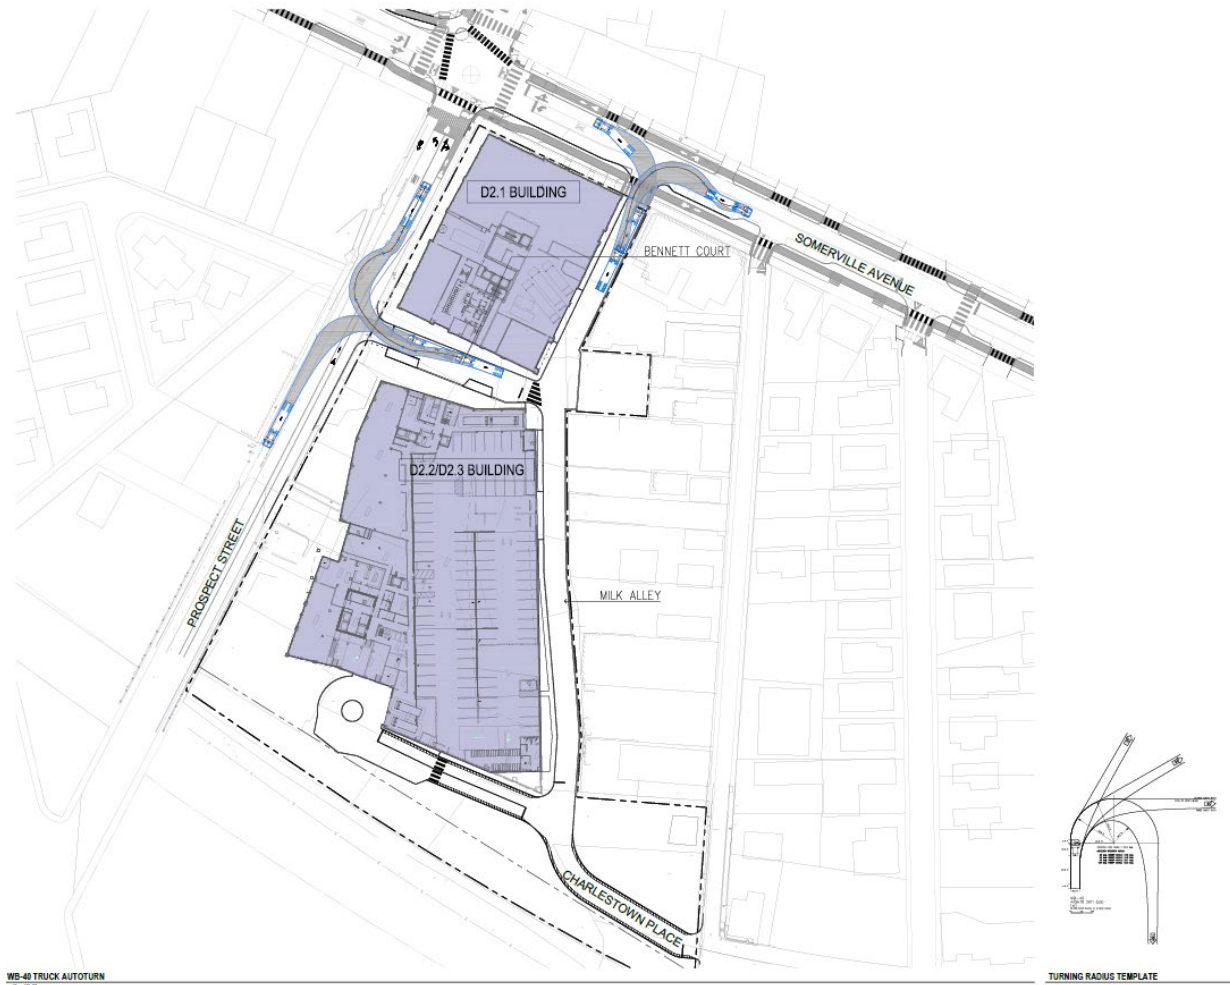 D2.1 BUILDING
BENNETT COURT
SOMERVILLE AVENUE
D2.2/D2.3 BUILDING
PROSPECT STREET
MILK ALLEY
CHARLESTOWN PLACE
WB-40 TRUCK AUTOTURN
TURNING RADIUS TEMPLATE